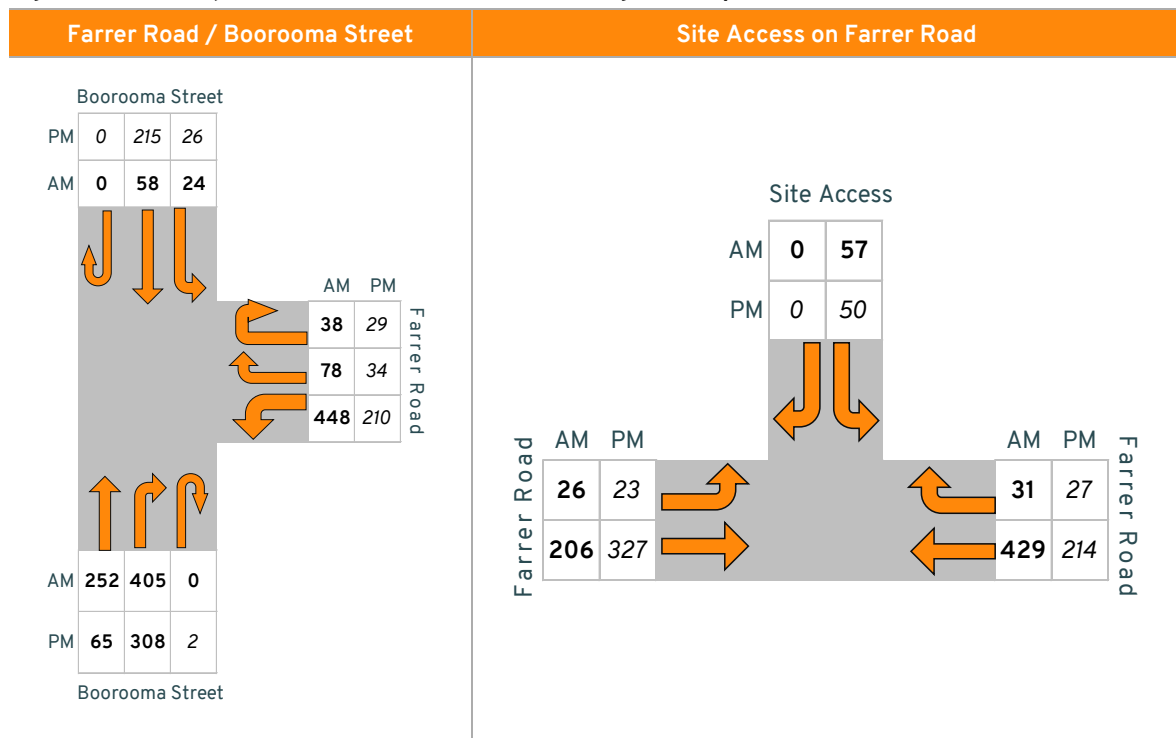 Farrer Road / Boorooma Street
Site Access on Farrer Road
Boorooma Street
PM 0 215 26
AM 0 58 24
AM PM
38 29
78 34
448 210
Farrer Road
AM 252 405 0
PM 65 308 2
Boorooma Street
Site Access
AM 0 57
PM 0 50
Farrer Road
AM PM
26 23
206 327
AM PM
31 27
429 214
Farrer Road